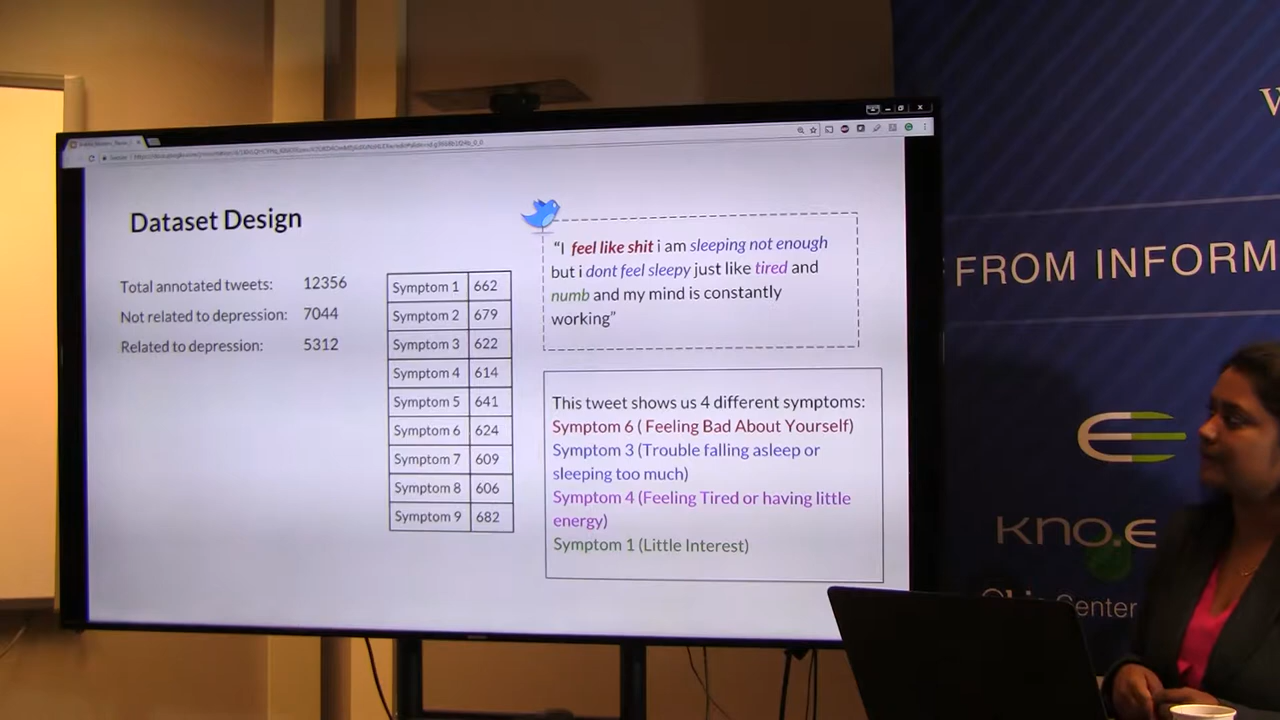 Dataset Design
Total annotated tweets: 12356
Not related to depression: 7044
Related to depression: 5312
Symptom 1 662
Symptom 2 679
Symptom 3 622
Symptom 4 614
Symptom 5 641
Symptom 6 624
Symptom 7 609
Symptom 8 606
Symptom 9 682
“I feel like shit i am sleeping not enough
but i dont feel sleepy just like tired and
numb and my mind is constantly
working”
This tweet shows us 4 different symptoms:
Symptom 6 ( Feeling Bad About Yourself)
Symptom 3 (Trouble falling asleep or
sleeping too much)
Symptom 4 (Feeling Tired or having little
energy)
Symptom 1 (Little Interest)
W
FROM INFORM
kno.e
Center